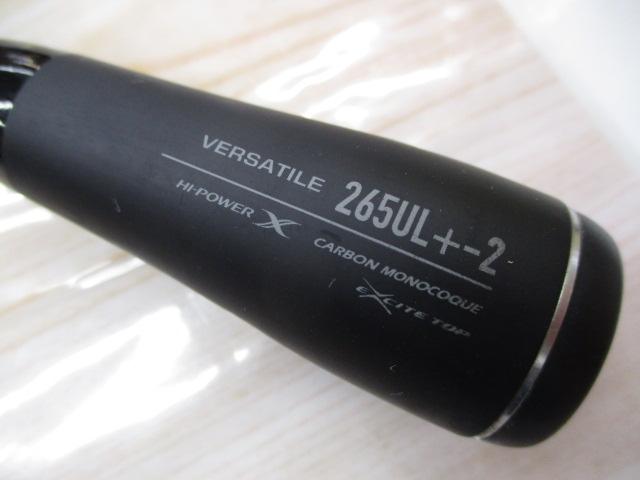 VERSATILE 265UL+-2
HI-POWER X CARBON MONOCOQUE
EXCITE TOP